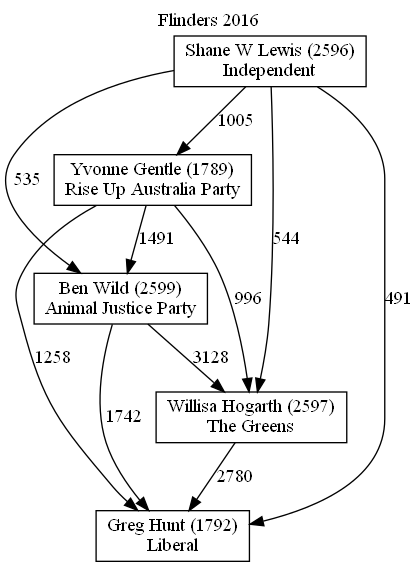 Flinders 2016
Shane W Lewis (2596)
Independent
1005
Yvonne Gentle (1789)
Rise Up Australia Party
535
1491
544
Ben Wild (2599)
Animal Justice Party
996
491
1258
3128
1742
Willisa Hogarth (2597)
The Greens
2780
Greg Hunt (1792)
Liberal